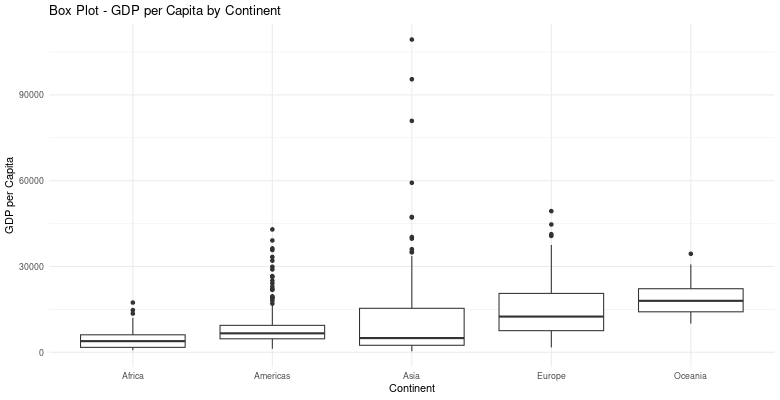 Box Plot - GDP per Capita by Continent
GDP per Capita
90000
60000
30000
0
Africa
Americas
Asia
Europe
Oceania
Continent